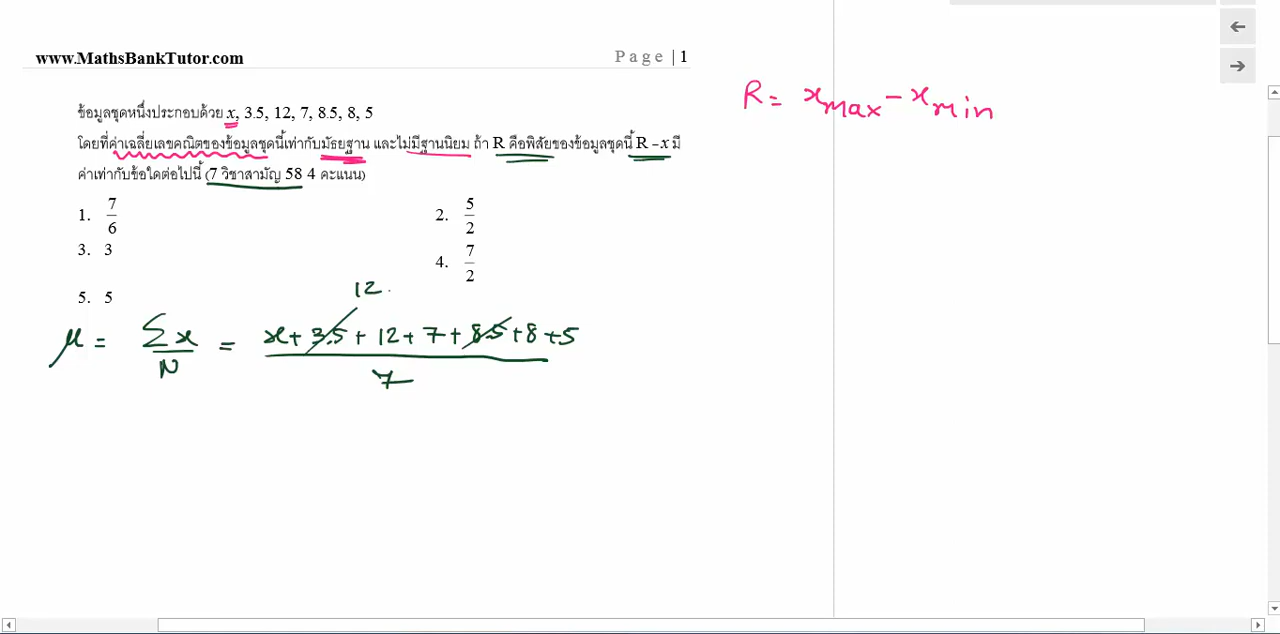 www.MathsBankTutor.com
Page | 1
ข้อมูลชุดหนึ่งประกอบด้วย x, 3.5, 12, 7, 8.5, 8, 5
โดยที่ค่าเฉลี่ยเลขคณิตของข้อมูลชุดนี้เท่ากับมัธยฐาน และไม่มีฐานนิยม ถ้า R คือพิสัยของข้อมูลชุดนี้ R – x มี
ค่าเท่ากับข้อใดต่อไปนี้ (7 วิชาสามัญ 58 4 คะแนน)
1. 7/6
2. 5/2
3. 3
4. 7/2
5. 5
12.
μ = Σx/N = x + 3.5 + 12 + 7 + 8.5 + 8 + 5 / 7
R = xmax - xmin